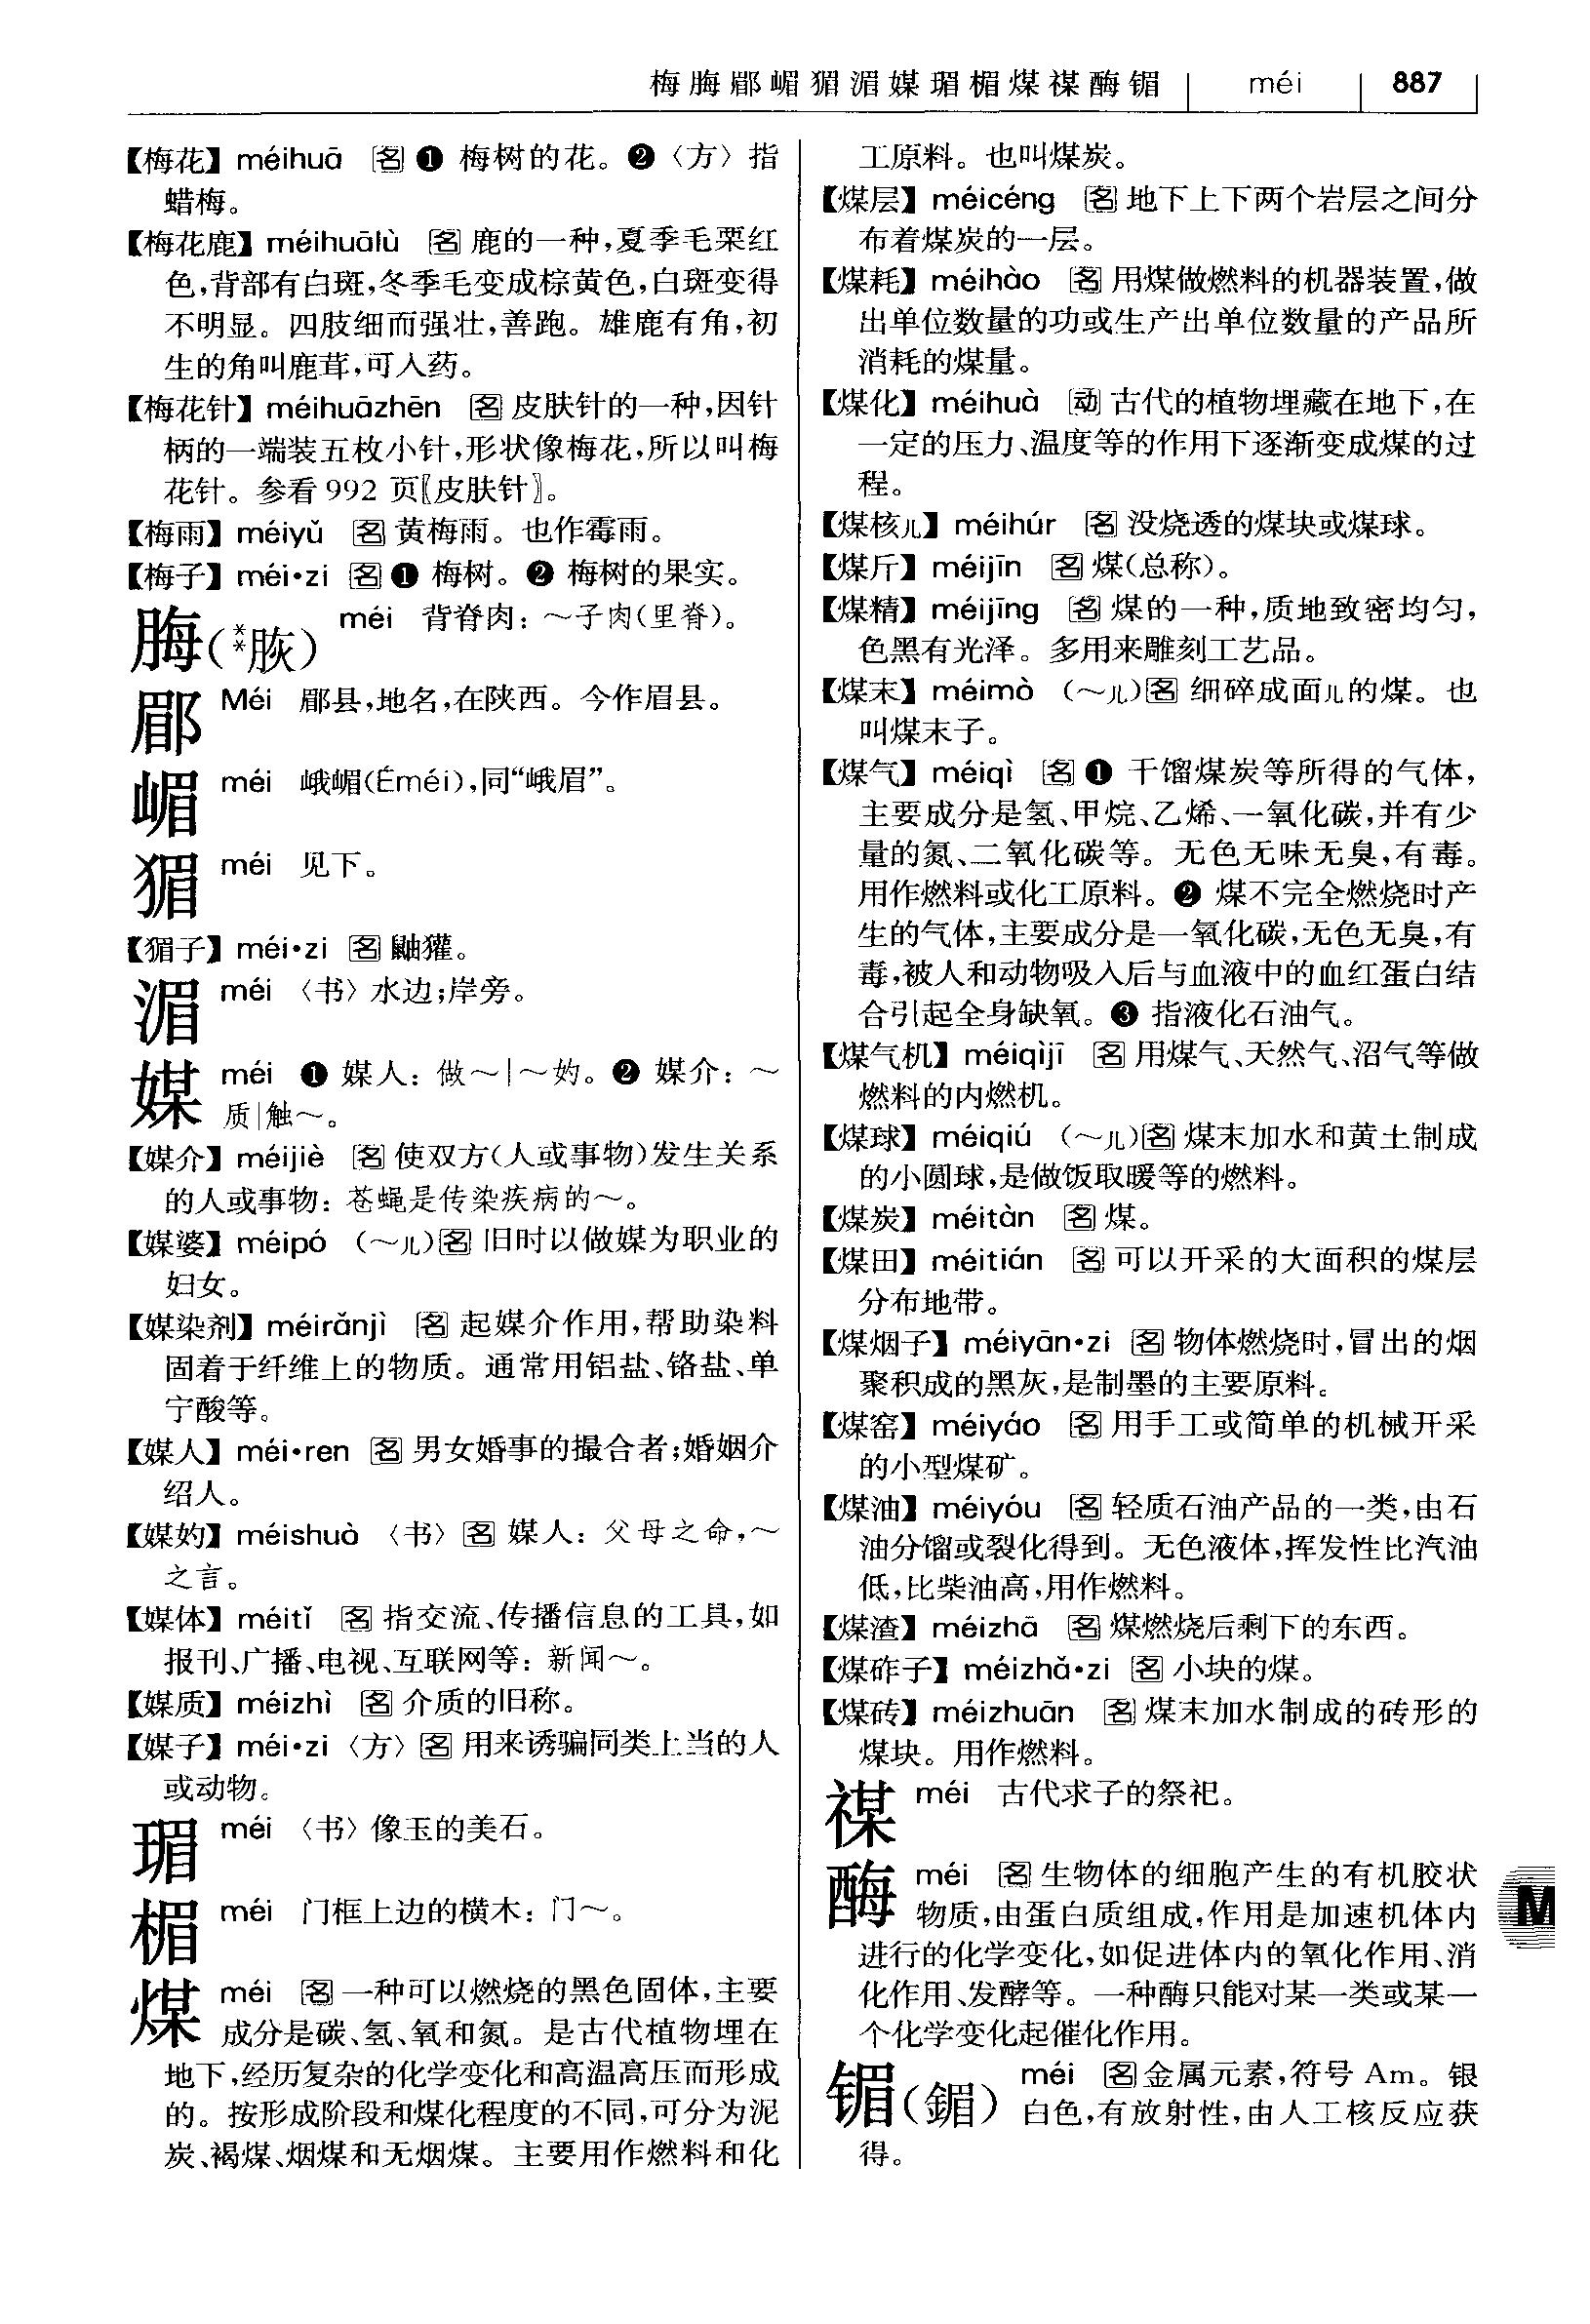 梅脢郿嵋猸湄媒瑂楣煤禖酶镅 méi 887
【梅花】 méihuā 名 ❶ 梅树的花。❷〈方〉指
蜡梅。
【梅花鹿】 méihuālù 名 鹿的一种,夏季毛栗红
色,背部有白斑,冬季毛变成棕黄色,白斑变得
不明显。四肢细而强壮,善跑。雄鹿有角,初
生的角叫鹿茸,可入药。
【梅花针】 méihuāzhēn 名 皮肤针的一种,因针
柄的一端装五枚小针,形状像梅花,所以叫梅
花针。参看 992 页〖皮肤针〗。
【梅雨】 méiyǔ 名 黄梅雨。也作霉雨。
【梅子】 méi•zi 名 ❶ 梅树。❷ 梅树的果实。
脢(**脄) méi 背脊肉:~子肉(里脊)。
郿 Méi 郿县,地名,在陕西。今作眉县。
嵋 méi 峨嵋(Éméi),同“峨眉”。
猸 méi 见下。
【猸子】 méi•zi 名 鼬獾。
湄 méi 〈书〉水边;岸旁。
媒 méi ❶ 媒人:做~|~妁。❷ 媒介:~
质|触~。
【媒介】 méijiè 名 使双方(人或事物)发生关系
的人或事物:苍蝇是传染疾病的~。
【媒婆】 méipó (~儿)名 旧时以做媒为职业的
妇女。
【媒染剂】 méirǎnjì 名 起媒介作用,帮助染料
固着于纤维上的物质。通常用铝盐、铬盐、单
宁酸等。
【媒人】 méi•ren 名 男女婚事的撮合者;婚姻介
绍人。
【媒妁】 méishuò 〈书〉名 媒人:父母之命,~
之言。
【媒体】 méitǐ 名 指交流、传播信息的工具,如
报刊、广播、电视、互联网等:新闻~。
【媒质】 méizhì 名 介质的旧称。
【媒子】 méi•zi 〈方〉名 用来诱骗同类上当的人
或动物。
瑂 méi 〈书〉像玉的美石。
楣 méi 门框上边的横木:门~。
煤 méi 名 一种可以燃烧的黑色固体,主要
成分是碳、氢、氧和氮。是古代植物埋在
地下,经历复杂的化学变化和高温高压而形成
的。按形成阶段和煤化程度的不同,可分为泥
炭、褐煤、烟煤和无烟煤。主要用作燃料和化
工原料。也叫煤炭。
【煤层】 méicéng 名 地下上下两个岩层之间分
布着煤炭的一层。
【煤耗】 méihào 名 用煤做燃料的机器装置,做
出单位数量的功或生产出单位数量的产品所
消耗的煤量。
【煤化】 méihuà 动 古代的植物埋藏在地下,在
一定的压力、温度等的作用下逐渐变成煤的过
程。
【煤核儿】 méihúr 名 没烧透的煤块或煤球。
【煤斤】 méijīn 名 煤(总称)。
【煤精】 méijīng 名 煤的一种,质地致密均匀,
色黑有光泽。多用来雕刻工艺品。
【煤末】 méimò (~儿)名 细碎成面儿的煤。也
叫煤末子。
【煤气】 méiqì 名 ❶ 干馏煤炭等所得的气体,
主要成分是氢、甲烷、乙烯、一氧化碳,并有少
量的氮、二氧化碳等。无色无味无臭,有毒。
用作燃料或化工原料。❷ 煤不完全燃烧时产
生的气体,主要成分是一氧化碳,无色无臭,有
毒,被人和动物吸入后与血液中的血红蛋白结
合引起全身缺氧。❸ 指液化石油气。
【煤气机】 méiqìjī 名 用煤气、天然气、沼气等做
燃料的内燃机。
【煤球】 méiqiú (~儿)名 煤末加水和黄土制成
的小圆球,是做饭取暖等的燃料。
【煤炭】 méitàn 名 煤。
【煤田】 méitián 名 可以开采的大面积的煤层
分布地带。
【煤烟子】 méiyān•zi 名 物体燃烧时,冒出的烟
聚积成的黑灰,是制墨的主要原料。
【煤窑】 méiyáo 名 用手工或简单的机械开采
的小型煤矿。
【煤油】 méiyóu 名 轻质石油产品的一类,由石
油分馏或裂化得到。无色液体,挥发性比汽油
低,比柴油高,用作燃料。
【煤渣】 méizhā 名 煤燃烧后剩下的东西。
【煤砟子】 méizhǎ•zi 名 小块的煤。
【煤砖】 méizhuān 名 煤末加水制成的砖形的
煤块。用作燃料。
禖 méi 古代求子的祭祀。
酶 méi 名 生物体的细胞产生的有机胶状
物质,由蛋白质组成,作用是加速机体内
进行的化学变化,如促进体内的氧化作用、消
化作用、发酵等。一种酶只能对某一类或某一
个化学变化起催化作用。
镅(鎇) méi 名 金属元素,符号 Am。银
白色,有放射性,由人工核反应获
得。
M